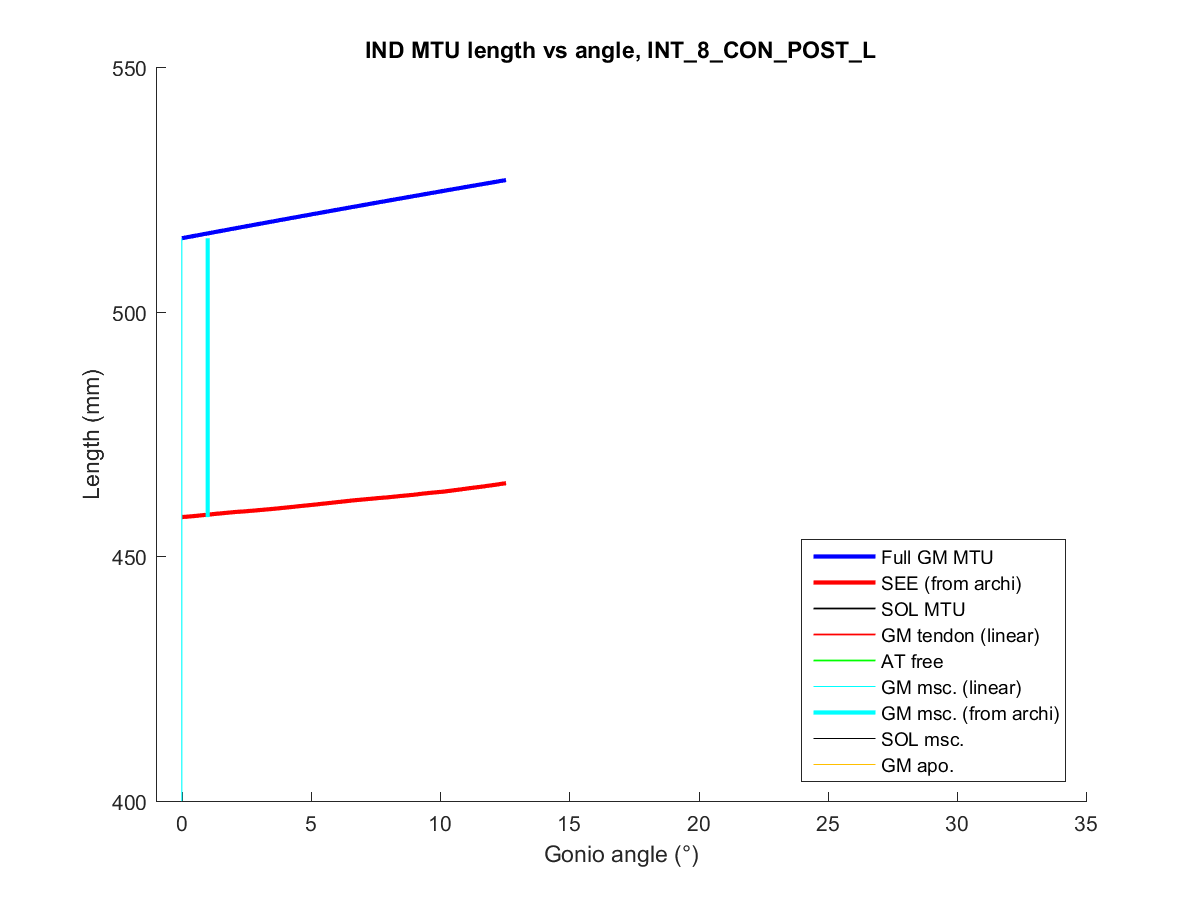 IND MTU length vs angle, INT_8_CON_POST_L
550
500
450
400
Length (mm)
0 5 10 15 20 25 30 35
Gonio angle (°)
Full GM MTU
SEE (from archi)
SOL MTU
GM tendon (linear)
AT free
GM msc. (linear)
GM msc. (from archi)
SOL msc.
GM apo.